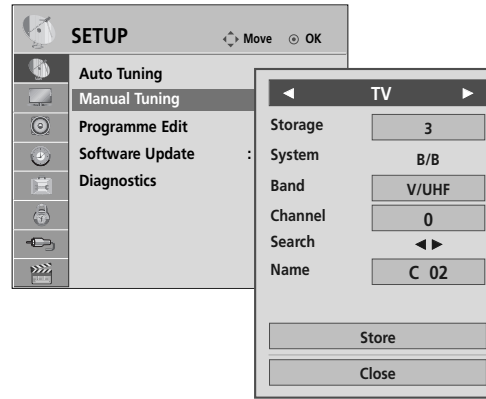 SETUP
Move OK
Auto Tuning
Manual Tuning
Programme Edit
Software Update :
Diagnostics
◄ TV ►
Storage 3
System B/B
Band V/UHF
Channel 0
Search ◄►
Name C 02
Store
Close